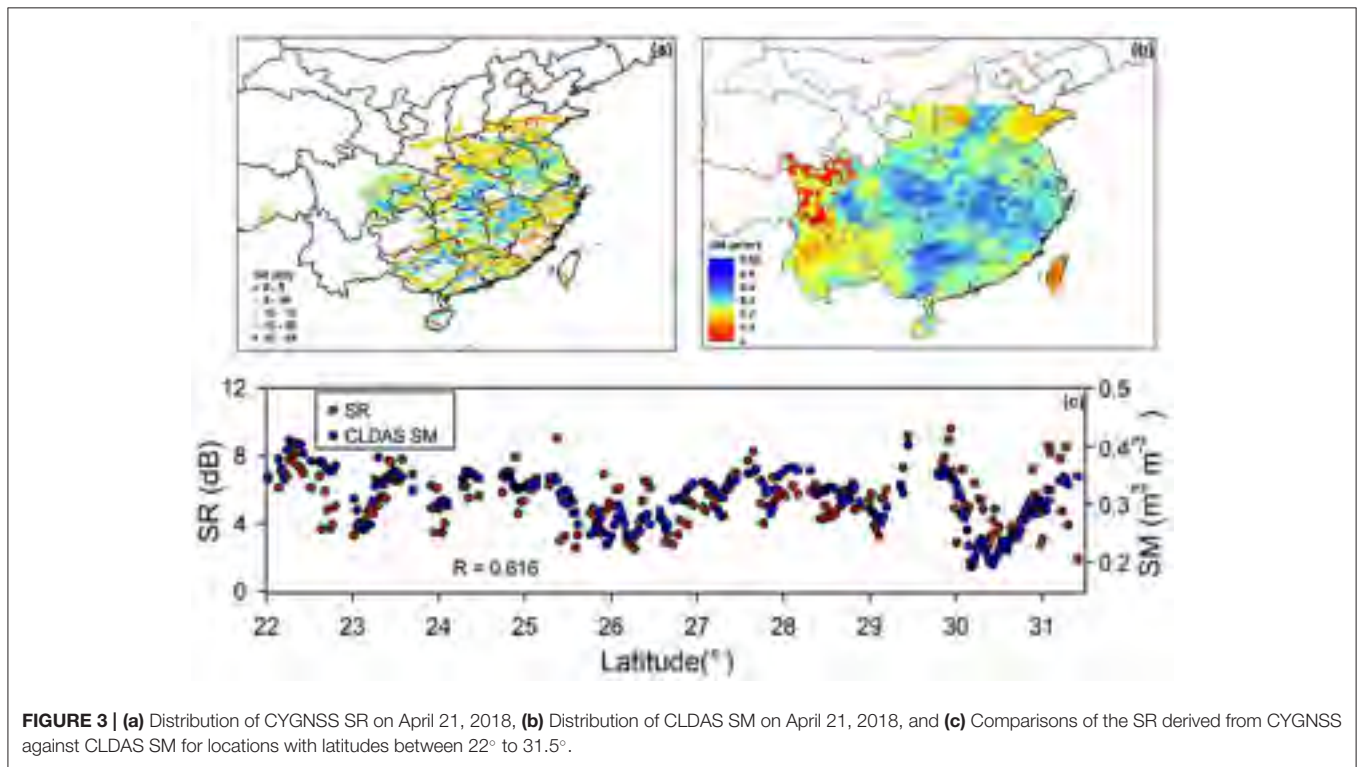 (a)
(b)
12
8
4
0
SR (dB)
SR
CLDAS SM
(c)
R = 0.616
0.5
0.4
0.3
0.2
SM (m³ m⁻³)
22 23 24 25 26 27 28 29 30 31
Latitude(°)
FIGURE 3 | (a) Distribution of CYGNSS SR on April 21, 2018, (b) Distribution of CLDAS SM on April 21, 2018, and (c) Comparisons of the SR derived from CYGNSS
against CLDAS SM for locations with latitudes between 22° to 31.5°.